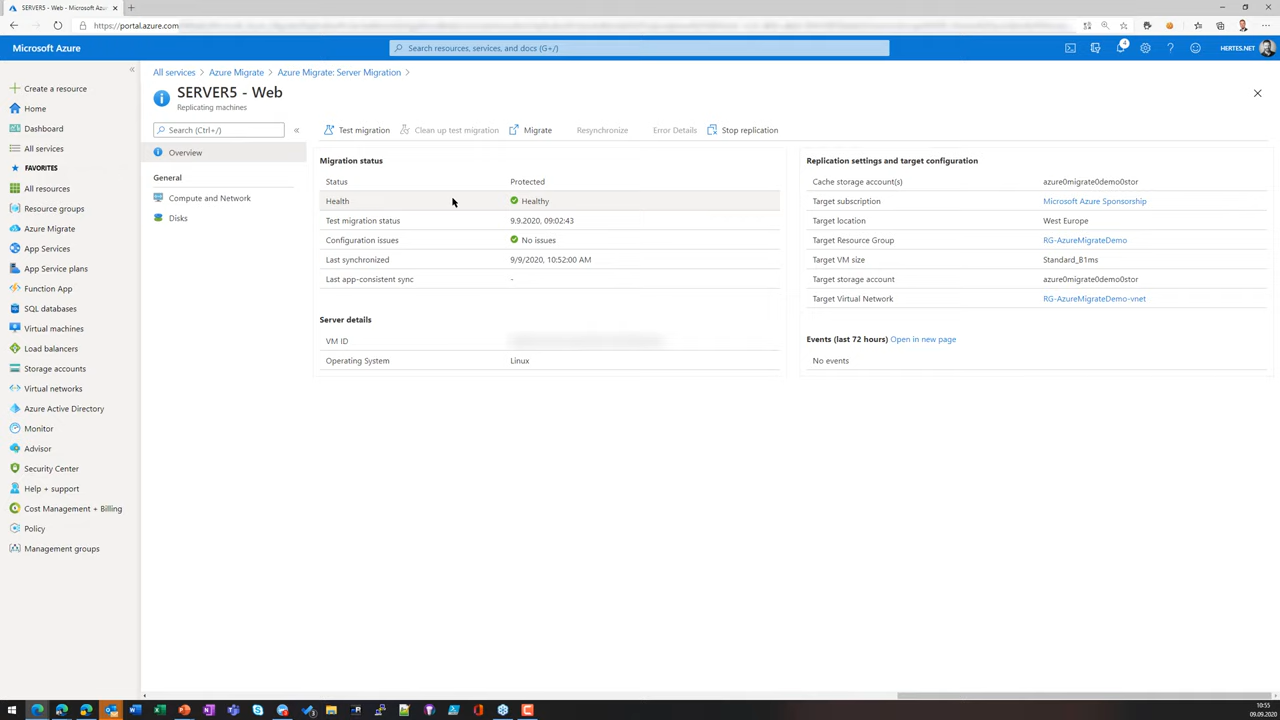 SERVER5 - Web - Microsoft Azu
https://portal.azure.com
Microsoft Azure
Search resources, services, and docs (G+/)
4
HERTES.NET
Create a resource
Home
Dashboard
All services
FAVORITES
All resources
Resource groups
Azure Migrate
App Services
App Service plans
Function App
SQL databases
Virtual machines
Load balancers
Storage accounts
Virtual networks
Azure Active Directory
Monitor
Advisor
Security Center
Help + support
Cost Management + Billing
Policy
Management groups
All services > Azure Migrate > Azure Migrate: Server Migration >
SERVER5 - Web
Replicating machines
Search (Ctrl+/)
Overview
General
Compute and Network
Disks
Test migration
Clean up test migration
Migrate
Resynchronize
Error Details
Stop replication
Migration status
Status Protected
Health Healthy
Test migration status 9.9.2020, 09:02:43
Configuration issues No issues
Last synchronized 9/9/2020, 10:52:00 AM
Last app-consistent sync -
Server details
VM ID
Operating System Linux
Replication settings and target configuration
Cache storage account(s) azure0migrate0demo0stor
Target subscription Microsoft Azure Sponsorship
Target location West Europe
Target Resource Group RG-AzureMigrateDemo
Target VM size Standard_B1ms
Target storage account azure0migrate0demo0stor
Target Virtual Network RG-AzureMigrateDemo-vnet
Events (last 72 hours) Open in new page
No events
10:55
09.09.2020